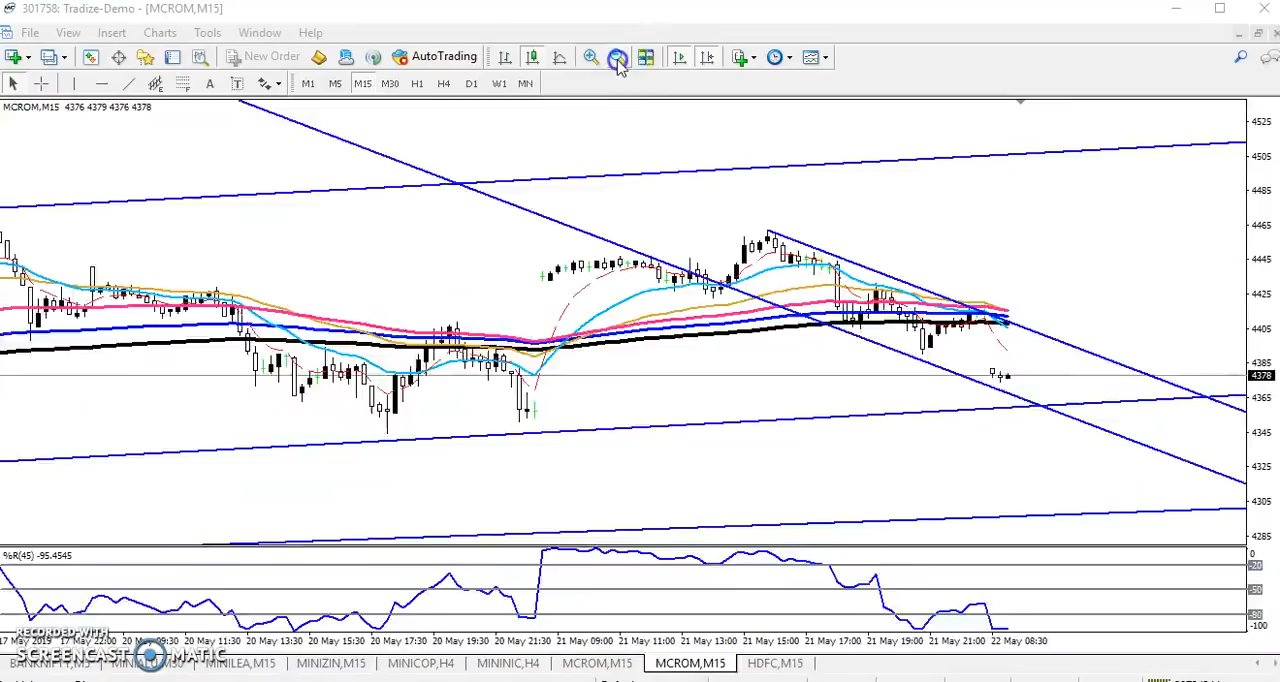 301758: Tradize-Demo - [MCROM,M15]
File View Insert Charts Tools Window Help
New Order AutoTrading
A T M1 M5 M15 M30 H1 H4 D1 W1 MN
MCROM,M15 4376 4379 4376 4378
4525
4505
4485
4465
4445
4425
4405
4385
4378
4365
4345
4325
4305
4285
%R(45) -95.4545
0
-20
-50
-80
-100
17 May 2019 17 May 22:00 20 May 09:30 20 May 11:30 20 May 13:30 20 May 15:30 20 May 17:30 20 May 19:30 20 May 21:30 21 May 09:00 21 May 11:00 21 May 13:00 21 May 15:00 21 May 17:00 21 May 19:00 21 May 21:00 22 May 08:30
RECORDED WITH
SCREENCAST MATIC
MINILEA,M15 MINIZIN,M15 MINICOP,H4 MININIC,H4 MCROM,M15 MCROM,M15 HDFC,M15